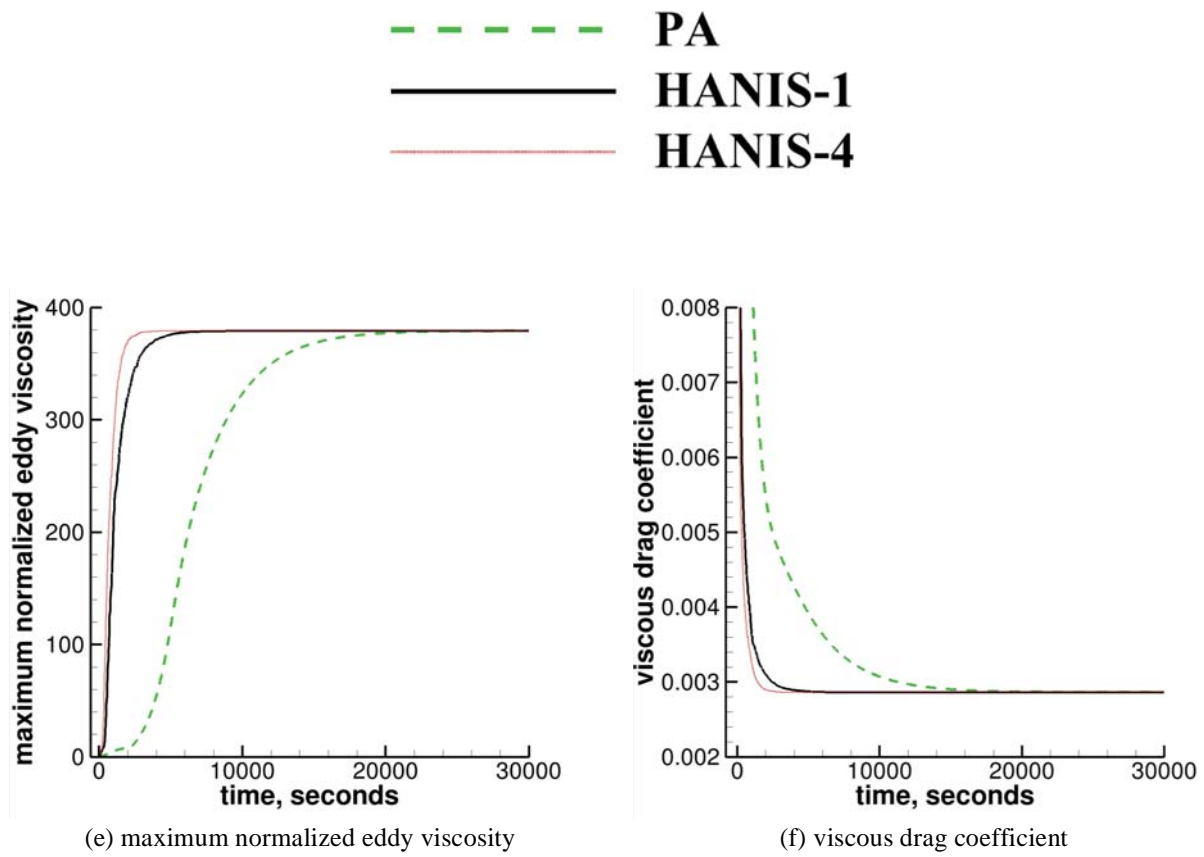 PA
HANIS-1
HANIS-4
maximum normalized eddy viscosity
400
300
200
100
0
0 10000 20000 30000
time, seconds
(e) maximum normalized eddy viscosity
viscous drag coefficient
0.008
0.007
0.006
0.005
0.004
0.003
0.002
0 10000 20000 30000
time, seconds
(f) viscous drag coefficient